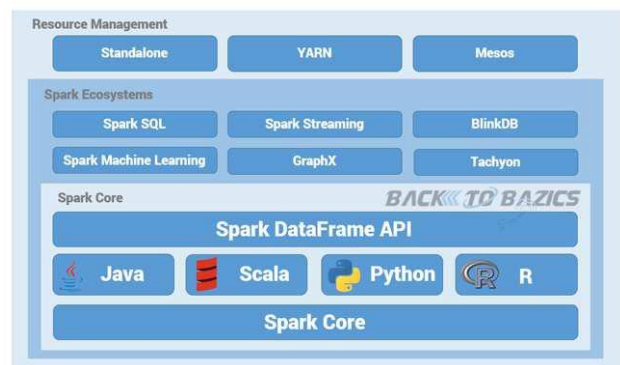 Resource Management
Standalone YARN Mesos
Spark Ecosystems
Spark SQL Spark Streaming BlinkDB
Spark Machine Learning GraphX Tachyon
Spark Core
BACK TO BAZICS
Spark DataFrame API
Java Scala Python R R
Spark Core